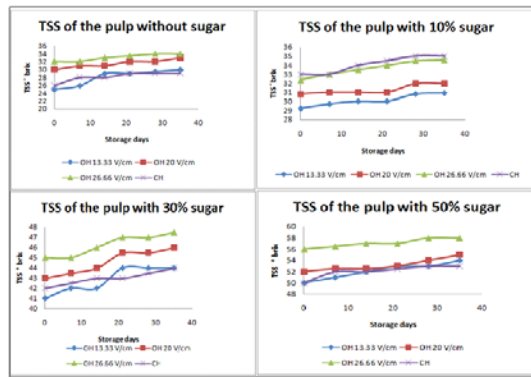 TSS of the pulp without sugar
TSS° brix
34
32
30
28
26
24
22
20
0
10
20
30
40
Storage days
OH 13.33 V/cm
OH 20 V/cm
OH 26.66 V/cm
CH
TSS of the pulp with 10% sugar
TSS° brix
36
35
34
33
32
31
30
29
28
0
10
20
30
40
Storage days
OH 13.33 V/cm
OH 20 V/cm
OH 26.66 V/cm
CH
TSS of the pulp with 30% sugar
TSS ° brix
48
47
46
45
44
43
42
41
40
0
10
20
30
40
Storage days
OH 13.33 V/cm
OH 20 V/cm
OH 26.66 V/cm
CH
TSS of the pulp with 50% sugar
TSS ° brix
60
58
56
54
52
50
48
0
10
20
30
40
Storage days
OH 13.33 V/cm
OH 20 V/cm
OH 26.66 V/cm
CH